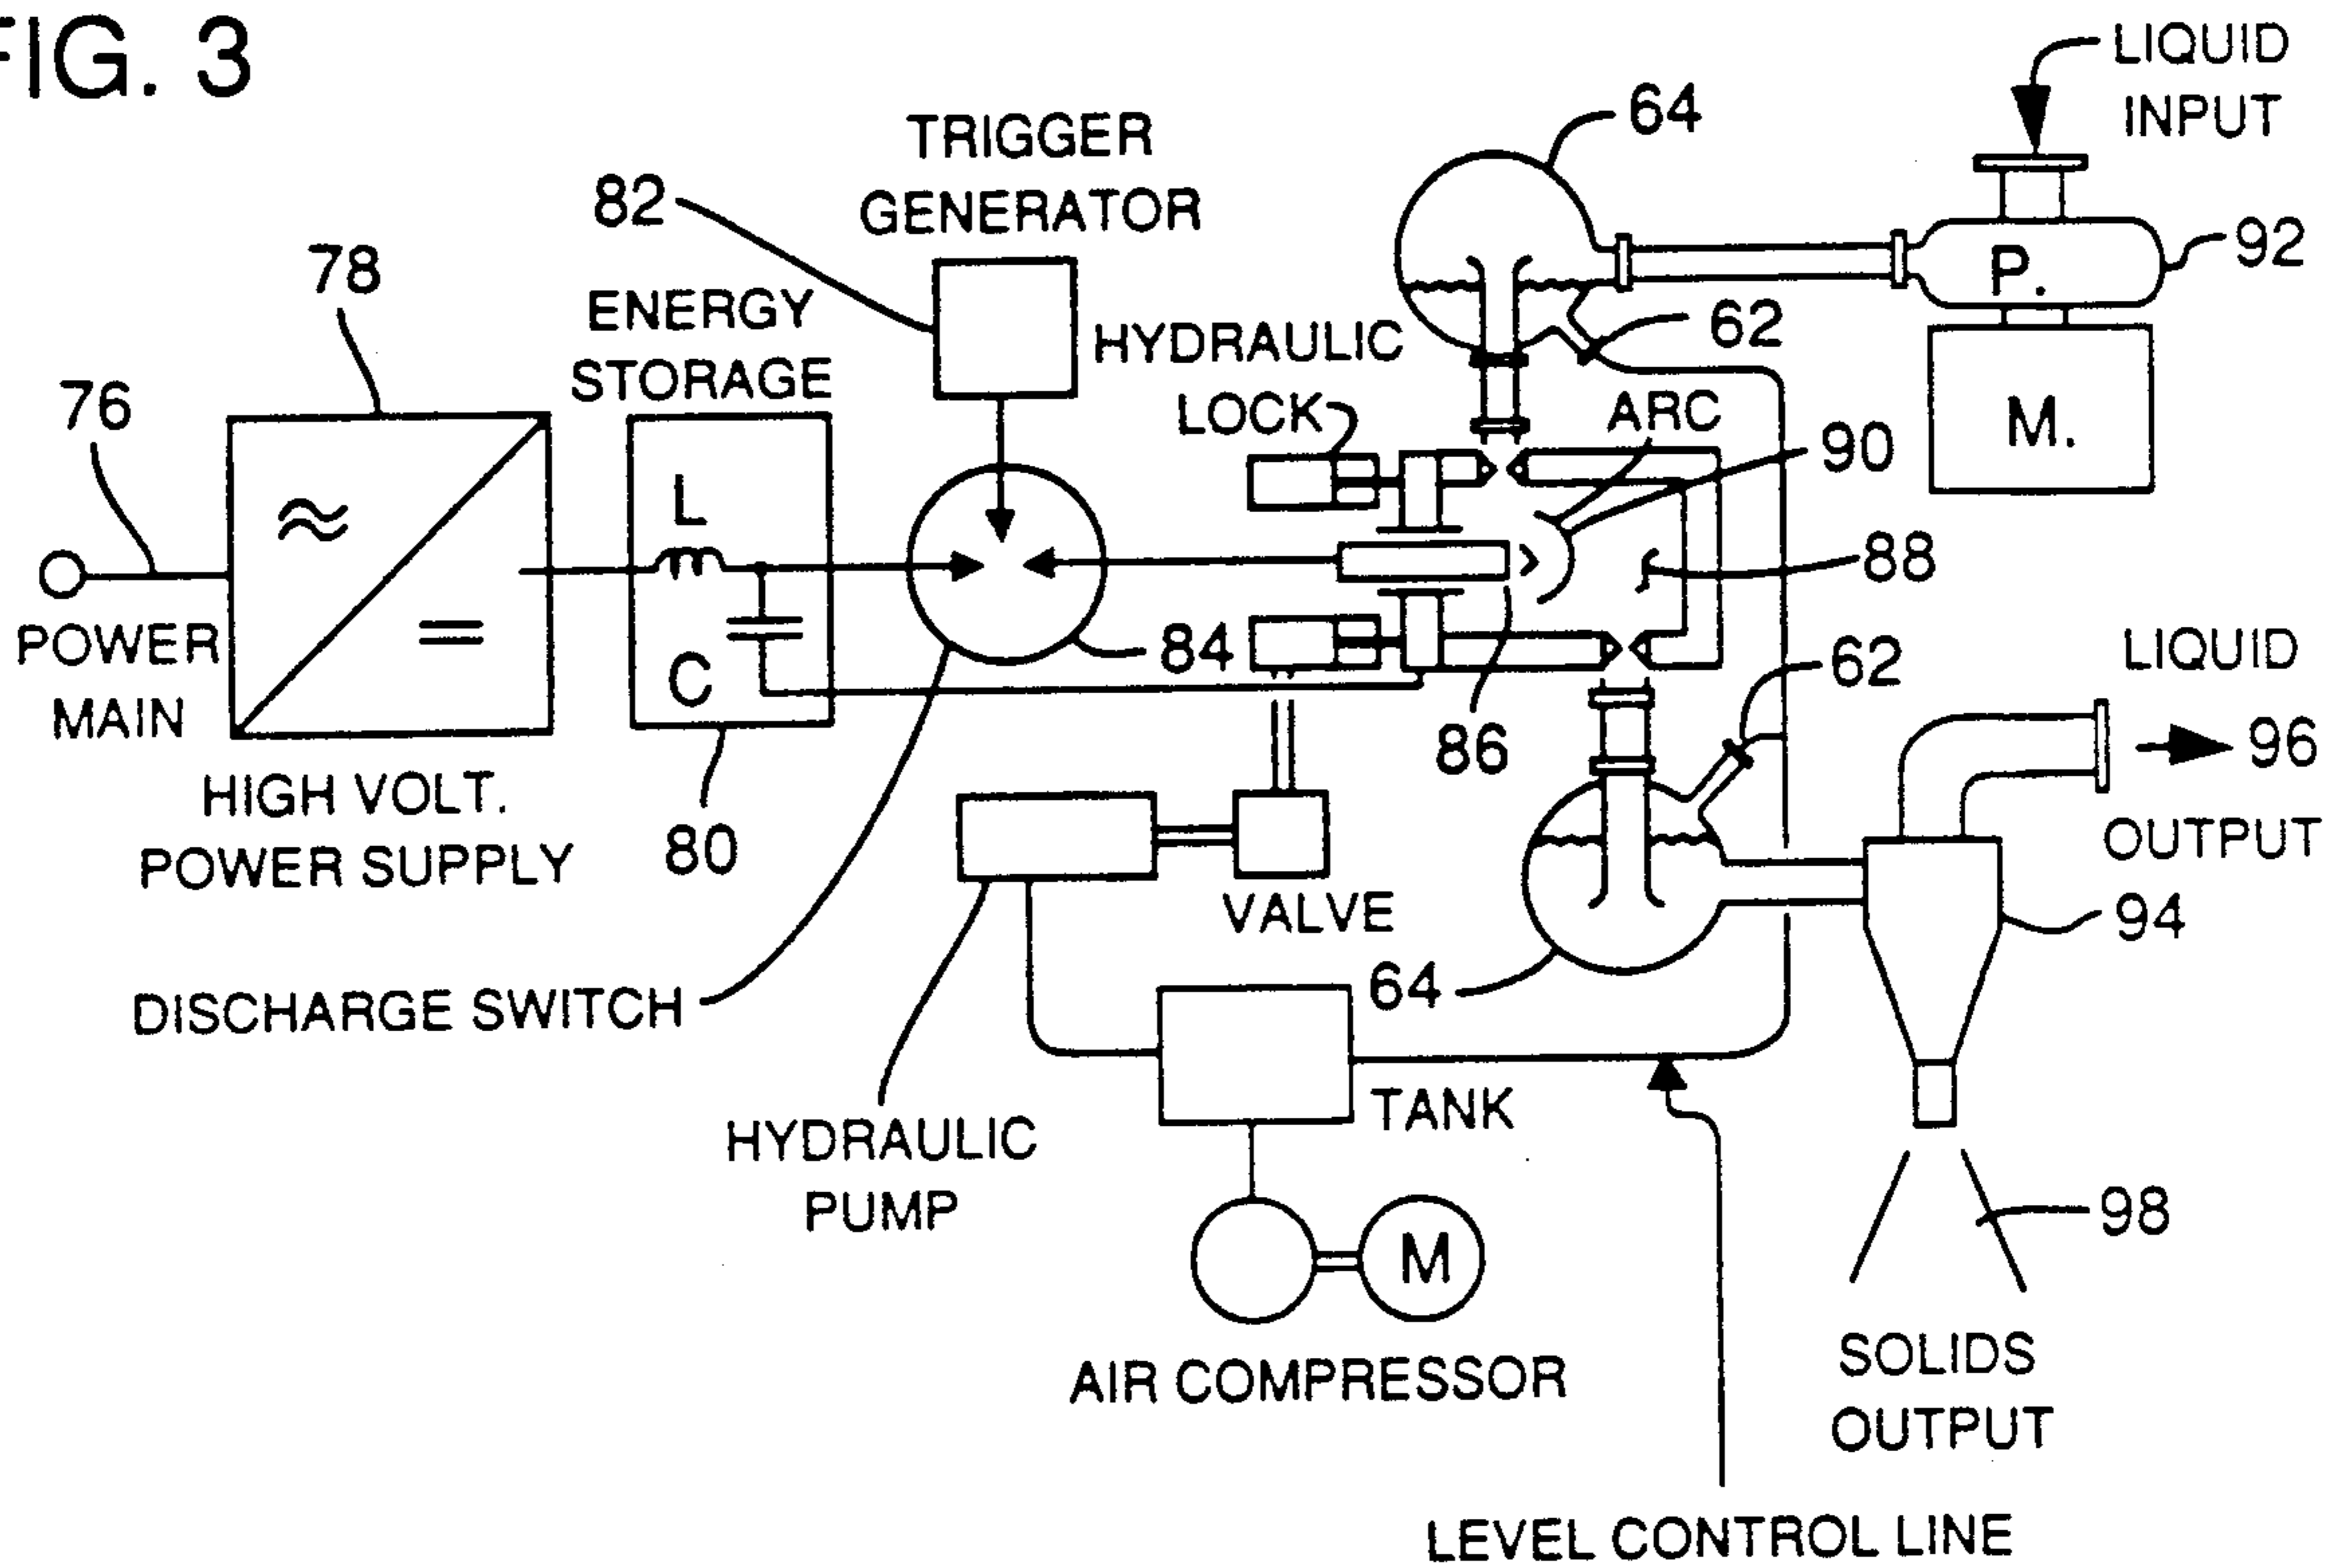 FIG. 3
LIQUID
INPUT
64
TRIGGER
GENERATOR
82
92
P.
78
ENERGY
STORAGE
HYDRAULIC
LOCK
62
ARC
M.
76
90
L
88
POWER
MAIN
C
84
62
LIQUID
96
OUTPUT
86
HIGH VOLT.
POWER SUPPLY
80
VALVE
94
DISCHARGE SWITCH
64
TANK
HYDRAULIC
PUMP
98
M
AIR COMPRESSOR
SOLIDS
OUTPUT
LEVEL CONTROL LINE